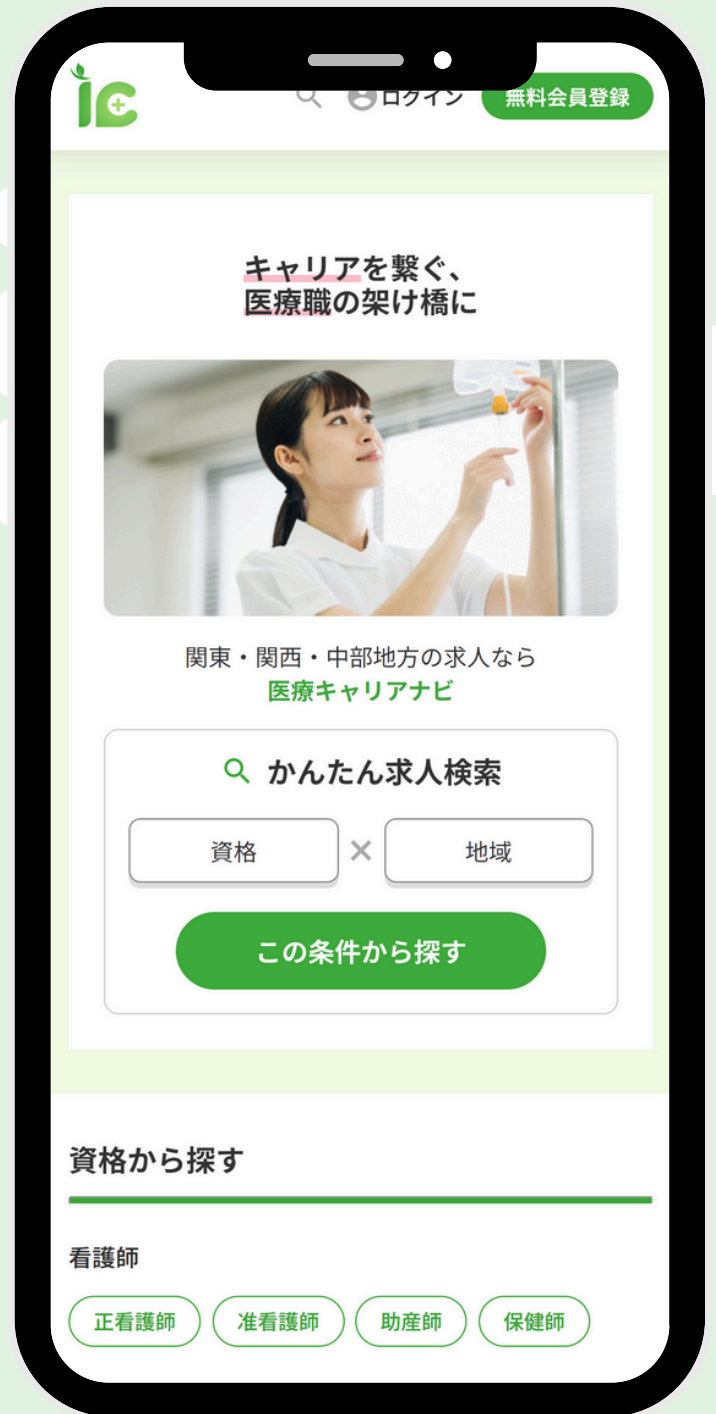 ic
ログイン
無料会員登録
キャリアを繋ぐ、
医療職の架け橋に
関東・関西・中部地方の求人なら
医療キャリアナビ
かんたん求人検索
資格 × 地域
この条件から探す
資格から探す
看護師
正看護師 准看護師 助産師 保健師